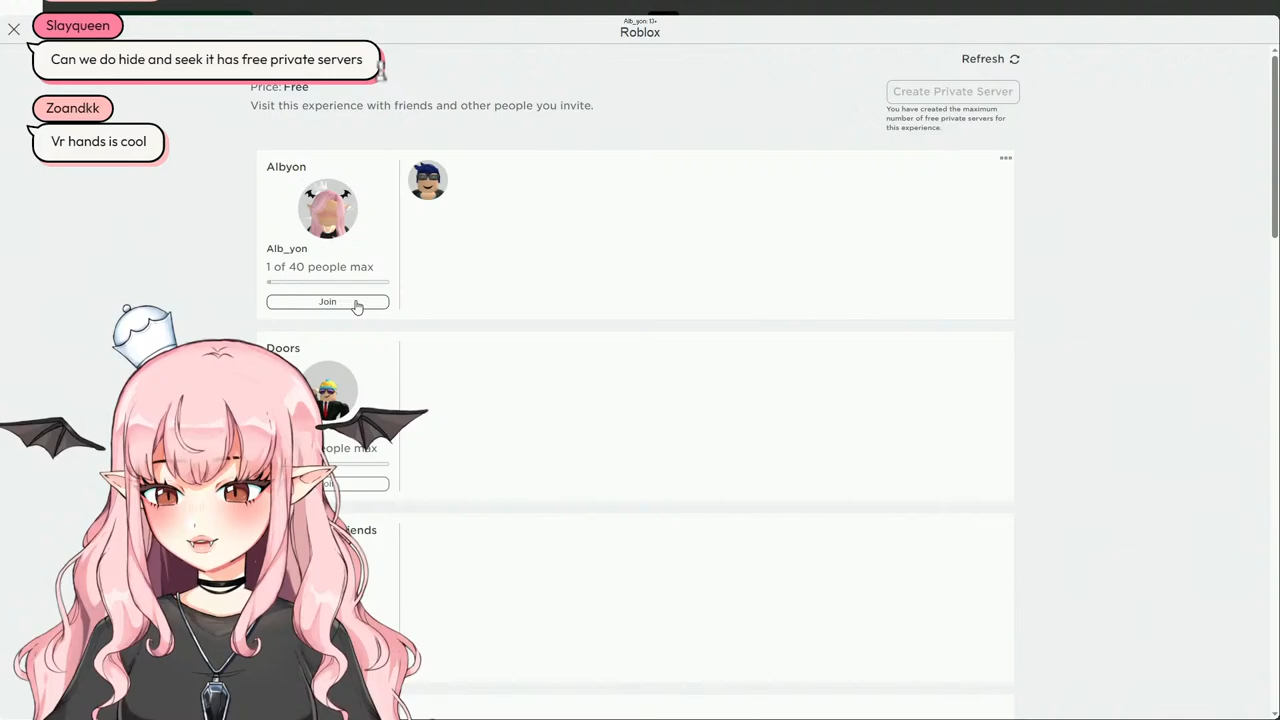 Alb_yon: 13+
Roblox
Slayqueen
Can we do hide and seek it has free private servers
Zoandkk
Vr hands is cool
Refresh
Price: Free
Visit this experience with friends and other people you invite.
Create Private Server
You have created the maximum
number of free private servers for
this experience.
Albyon
Alb_yon
1 of 40 people max
Join
Doors
people max